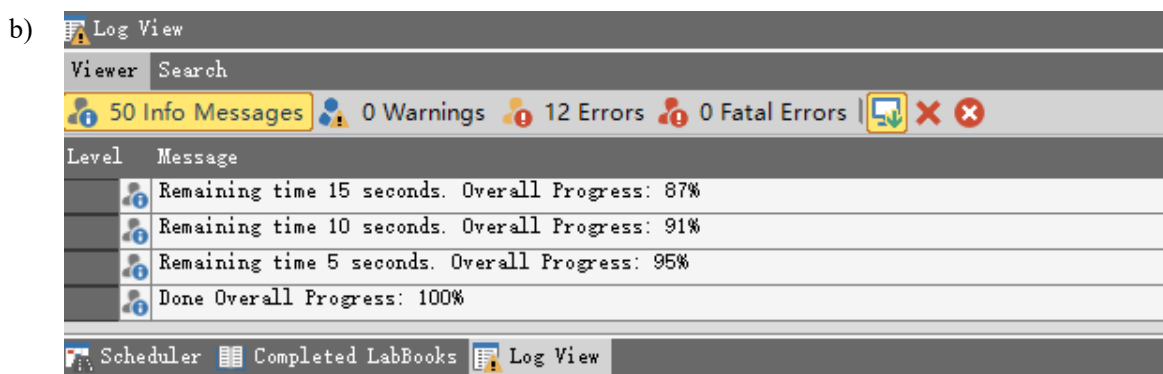 b)
Log View
Viewer Search
50 Info Messages 0 Warnings 12 Errors 0 Fatal Errors
Level Message
Remaining time 15 seconds. Overall Progress: 87%
Remaining time 10 seconds. Overall Progress: 91%
Remaining time 5 seconds. Overall Progress: 95%
Done Overall Progress: 100%
Scheduler Completed LabBooks Log View